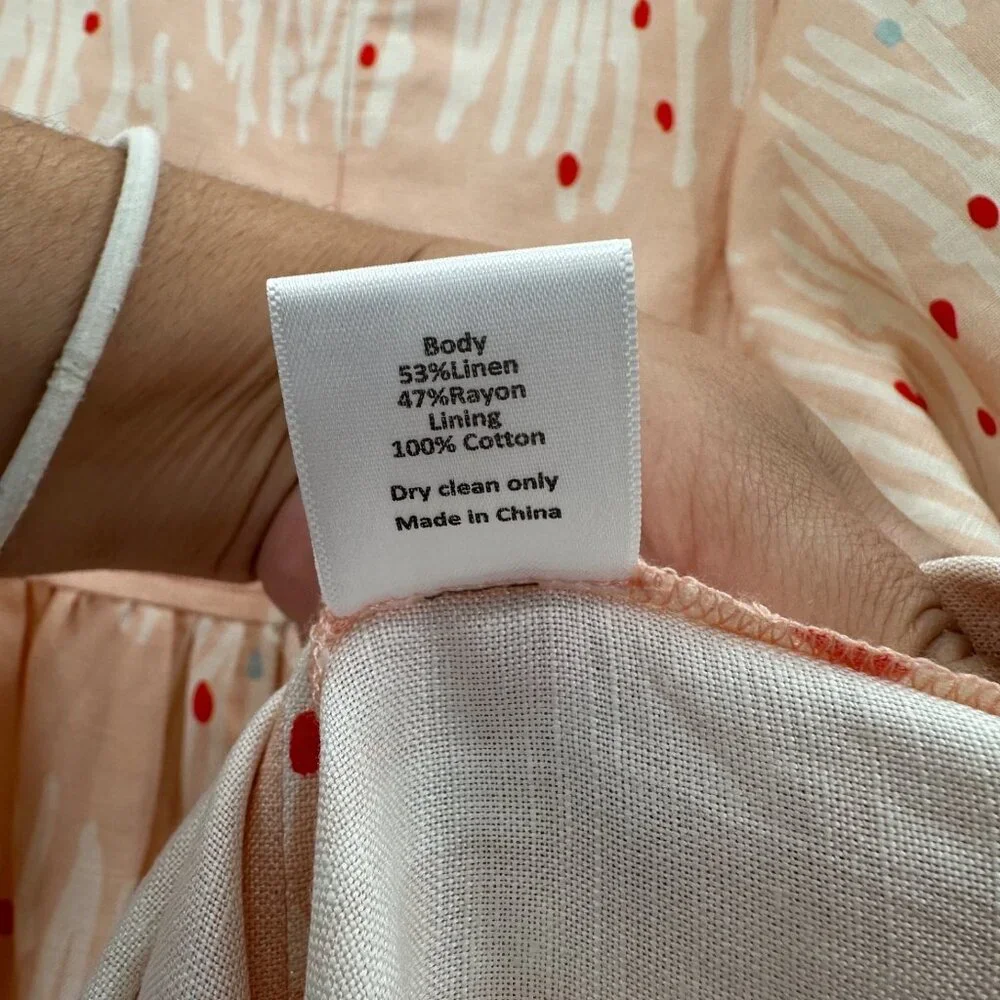 Body
53%Linen
47%Rayon
Lining
100% Cotton
Dry clean only
Made in China